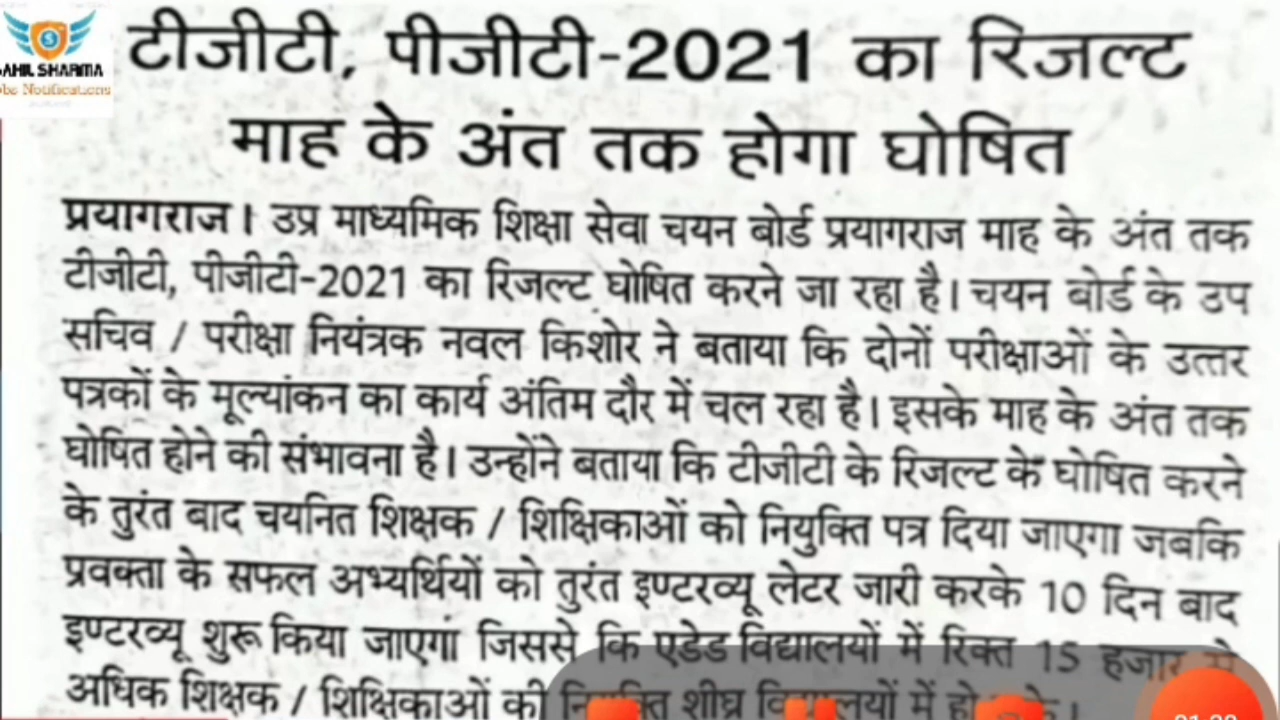 SAHIL SHARMA
Jobs Notifications
टीजीटी, पीजीटी-2021 का रिजल्ट
माह के अंत तक होगा घोषित
प्रयागराज। उप्र माध्यमिक शिक्षा सेवा चयन बोर्ड प्रयागराज माह के अंत तक
टीजीटी, पीजीटी-2021 का रिजल्ट घोषित करने जा रहा है। चयन बोर्ड के उप
सचिव / परीक्षा नियंत्रक नवल किशोर ने बताया कि दोनों परीक्षाओं के उत्तर
पत्रकों के मूल्यांकन का कार्य अंतिम दौर में चल रहा है। इसके माह के अंत तक
घोषित होने की संभावना है। उन्होंने बताया कि टीजीटी के रिजल्ट के घोषित करने
के तुरंत बाद चयनित शिक्षक / शिक्षिकाओं को नियुक्ति पत्र दिया जाएगा जबकि
प्रवक्ता के सफल अभ्यर्थियों को तुरंत इण्टरव्यू लेटर जारी करके 10 दिन बाद
इण्टरव्यू शुरू किया जाएगा जिससे कि एडेड विद्यालयों में रिक्त 15 हजार से
अधिक शिक्षक / शिक्षिकाओं की शीघ्र में